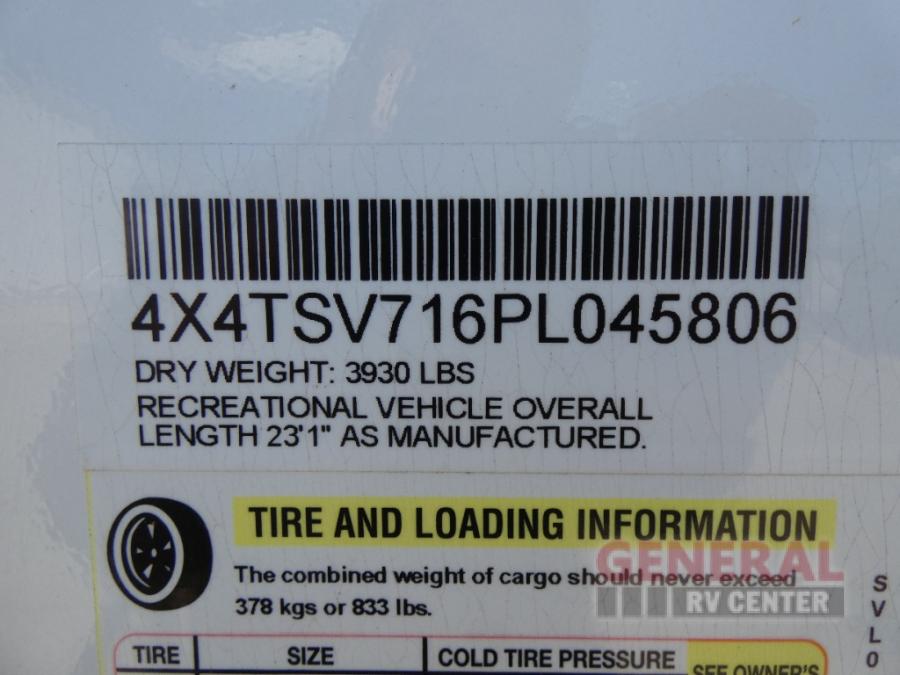 4X4TSV716PL045806
DRY WEIGHT: 3930 LBS
RECREATIONAL VEHICLE OVERALL
LENGTH 23'1" AS MANUFACTURED.
TIRE AND LOADING INFORMATION
The combined weight of cargo should never exceed
378 kgs or 833 lbs.
GENERAL
RV CENTER
TIRE SIZE COLD TIRE PRESSURE SEE OWNER'S
SVL0